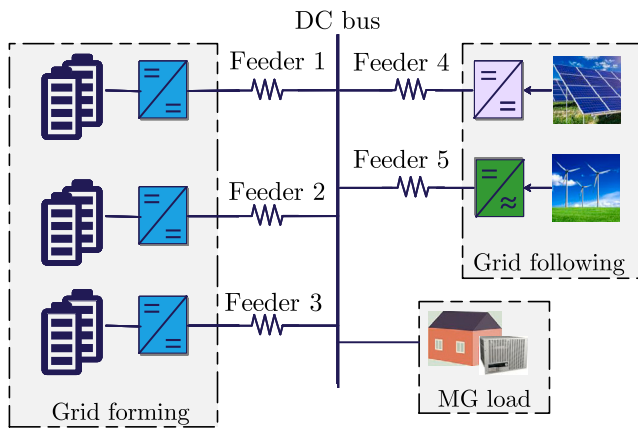 DC bus
Feeder 1
Feeder 4
Feeder 5
Feeder 2
Grid following
Feeder 3
MG load
Grid forming